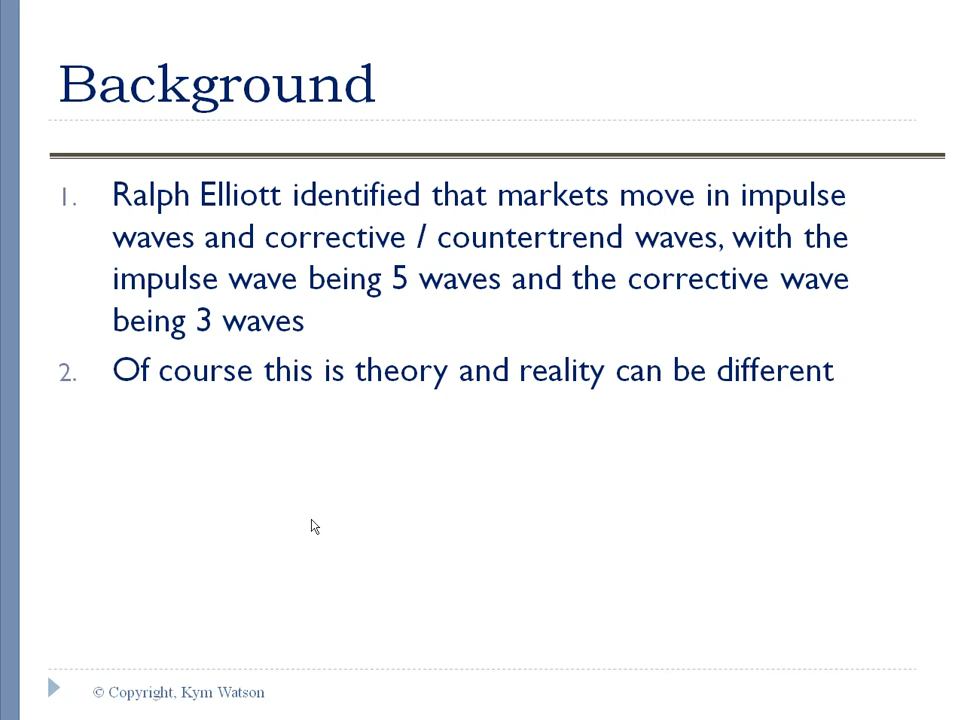 Background
1. Ralph Elliott identified that markets move in impulse
waves and corrective / countertrend waves, with the
impulse wave being 5 waves and the corrective wave
being 3 waves
2. Of course this is theory and reality can be different
© Copyright, Kym Watson